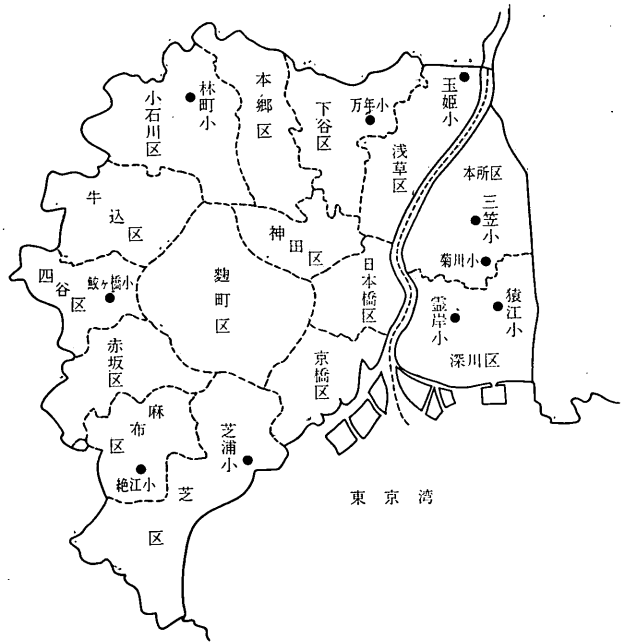 小石川区
林町小
本郷区
下谷区
万年小
浅草区
玉姫小
本所区
三笠小
菊川小
牛込区
神田区
日本橋区
麹町区
四谷区
鮫ヶ橋小
霊岸小
猿江小
深川区
赤坂区
京橋区
麻布区
絶江小
芝浦小
芝区
東京湾